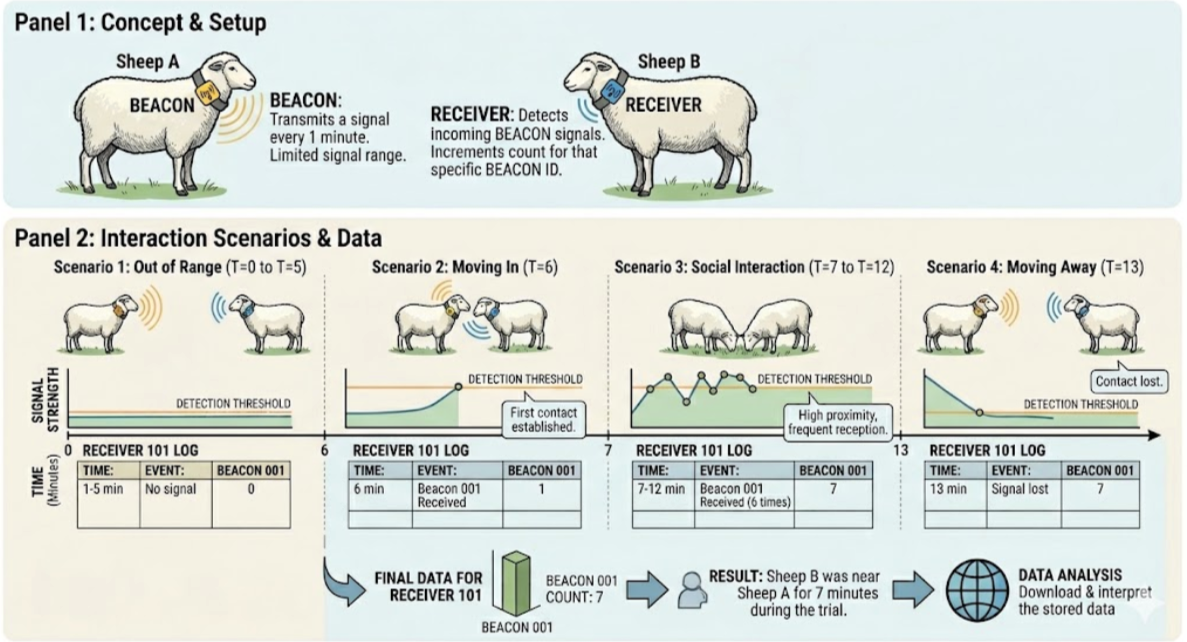 Panel 1: Concept & Setup
Sheep A
BEACON
BEACON:
Transmits a signal
every 1 minute.
Limited signal range.
RECEIVER: Detects
incoming BEACON signals.
Increments count for that
specific BEACON ID.
Sheep B
RECEIVER
Panel 2: Interaction Scenarios & Data
Scenario 1: Out of Range (T=0 to T=5)
Scenario 2: Moving In (T=6)
Scenario 3: Social Interaction (T=7 to T=12)
Scenario 4: Moving Away (T=13)
SIGNAL
STRENGTH
DETECTION THRESHOLD
DETECTION THRESHOLD
First contact
established.
DETECTION THRESHOLD
High proximity,
frequent reception.
Contact lost.
DETECTION THRESHOLD
TIME
(Minutes)
0
6
7
13
RECEIVER 101 LOG
TIME: EVENT: BEACON 001
1-5 min No signal 0
RECEIVER 101 LOG
TIME: EVENT: BEACON 001
6 min Beacon 001 1
Received
RECEIVER 101 LOG
TIME: EVENT: BEACON 001
7-12 min Beacon 001 7
Received (6 times)
RECEIVER 101 LOG
TIME: EVENT: BEACON 001
13 min Signal lost 7
FINAL DATA FOR
RECEIVER 101
BEACON 001
BEACON 001
COUNT: 7
RESULT: Sheep B was near
Sheep A for 7 minutes
during the trial.
DATA ANALYSIS
Download & interpret
the stored data